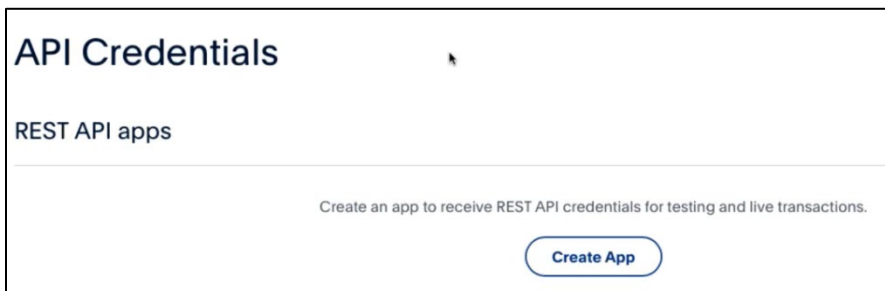 API Credentials
REST API apps
Create an app to receive REST API credentials for testing and live transactions.
Create App